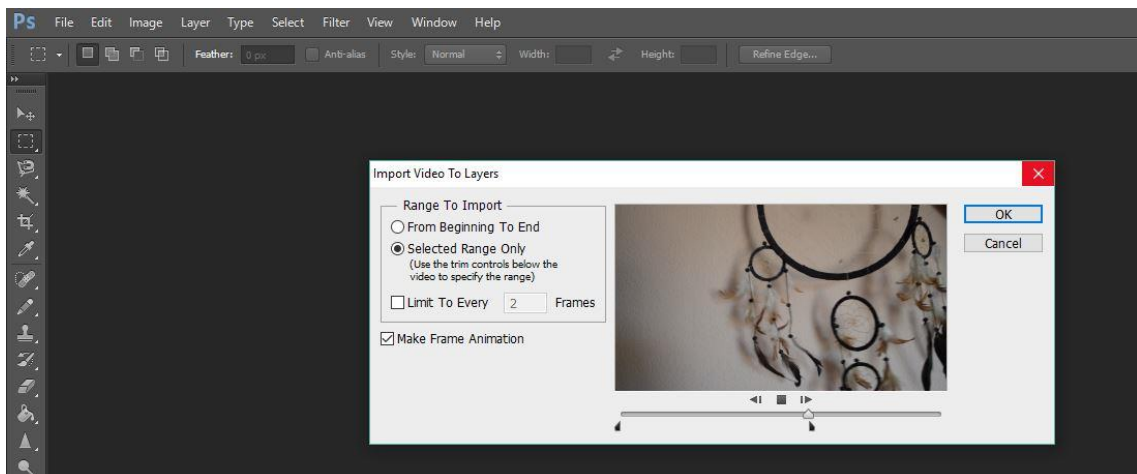 Ps File Edit Image Layer Type Select Filter View Window Help
Feather: 0 px Anti-alias Style: Normal Width: Height: Refine Edge...
Import Video To Layers
Range To Import
From Beginning To End
Selected Range Only
(Use the trim controls below the
video to specify the range)
Limit To Every 2 Frames
Make Frame Animation
OK
Cancel